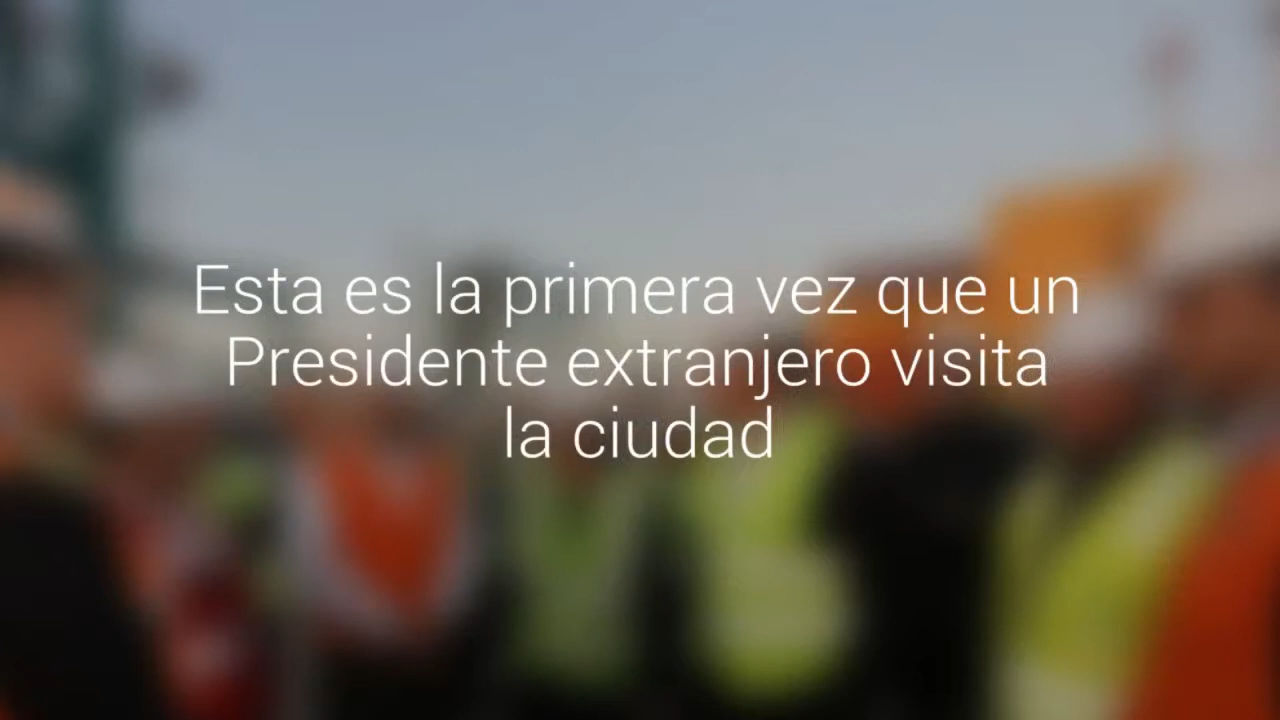 Esta es la primera vez que un
Presidente extranjero visita
la ciudad